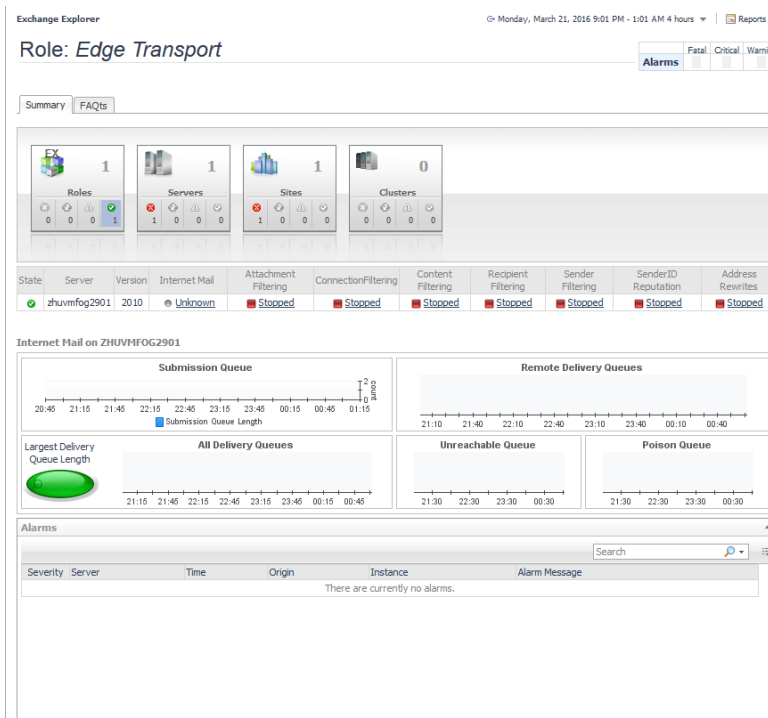 Exchange Explorer
Monday, March 21, 2016 9:01 PM - 1:01 AM 4 hours Reports
Role: Edge Transport
Fatal Critical Warni
Alarms
Summary FAQts
EX
1 1 1 0
Roles Servers Sites Clusters
0 0 0 1 1 0 0 0 1 0 0 0 0 0 0 0
State Server Version Internet Mail Attachment Filtering ConnectionFiltering Content Filtering Recipient Filtering Sender Filtering SenderID Reputation Address Rewrites
zhuvmfog2901 2010 Unknown Stopped Stopped Stopped Stopped Stopped Stopped Stopped
Internet Mail on ZHUVMFOG2901
Submission Queue
2
0
count
20:45 21:15 21:45 22:15 22:45 23:15 23:45 00:15 00:45 01:15
Submission Queue Length
Remote Delivery Queues
21:10 21:40 22:10 22:40 23:10 23:40 00:10 00:40
Largest Delivery
Queue Length
All Delivery Queues
21:15 21:45 22:15 22:45 23:15 23:45 00:15 00:45
Unreachable Queue
21:30 22:30 23:30 00:30
Poison Queue
21:30 22:30 23:30 00:30
Alarms
Search
Severity Server Time Origin Instance Alarm Message
There are currently no alarms.